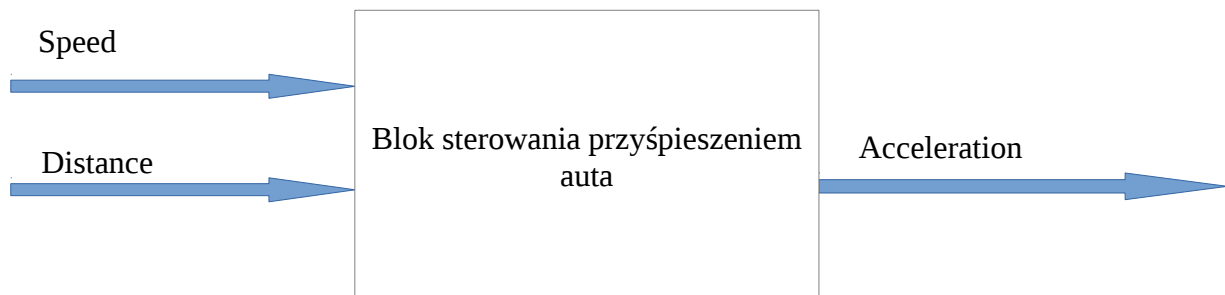 Speed
Distance
Blok sterowania przyśpieszeniem
auta
Acceleration